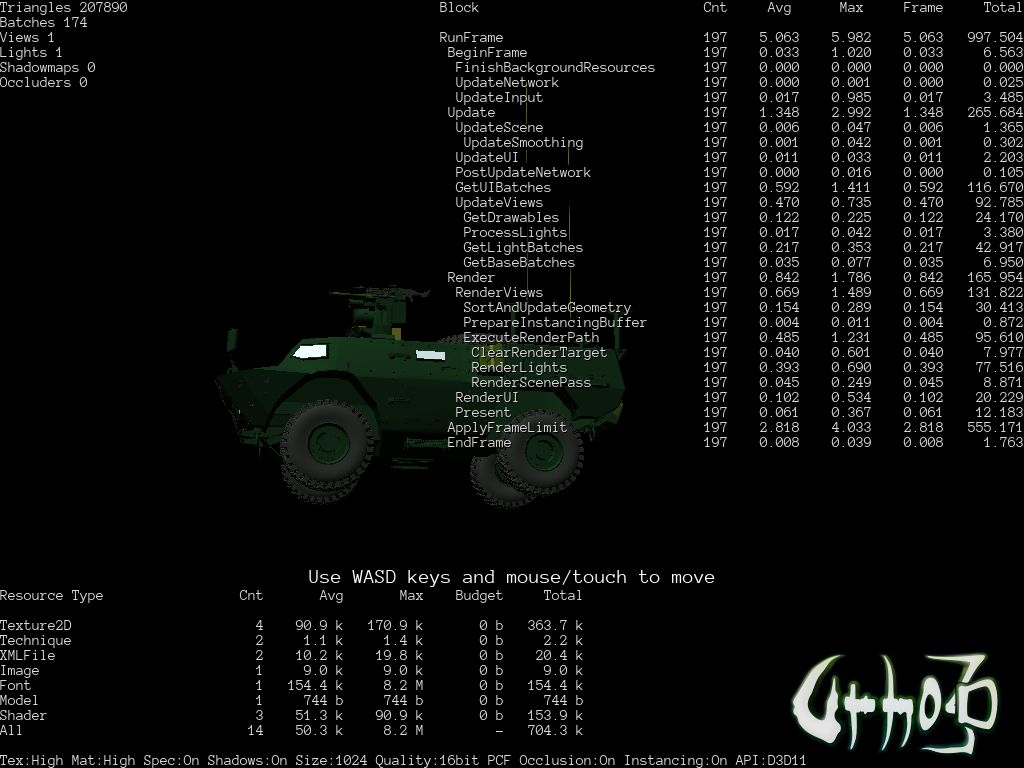 Triangles 207890
Batches 174
Views 1
Lights 1
Shadowmaps 0
Occluders 0
Block Cnt Avg Max Frame Total
RunFrame 197 5.063 5.982 5.063 997.504
BeginFrame 197 0.033 1.020 0.033 6.563
FinishBackgroundResources 197 0.000 0.000 0.000 0.000
UpdateNetwork 197 0.000 0.001 0.000 0.025
UpdateInput 197 0.017 0.985 0.017 3.485
Update 197 1.348 2.992 1.348 265.684
UpdateScene 197 0.006 0.047 0.006 1.365
UpdateSmoothing 197 0.001 0.042 0.001 0.302
UpdateUI 197 0.011 0.033 0.011 2.203
PostUpdateNetwork 197 0.000 0.016 0.000 0.105
GetUIBatches 197 0.592 1.411 0.592 116.670
UpdateViews 197 0.470 0.735 0.470 92.785
GetDrawables 197 0.122 0.225 0.122 24.170
ProcessLights 197 0.017 0.042 0.017 3.380
GetLightBatches 197 0.217 0.353 0.217 42.917
GetBaseBatches 197 0.035 0.077 0.035 6.950
Render 197 0.842 1.786 0.842 165.954
RenderViews 197 0.669 1.489 0.669 131.822
SortAndUpdateGeometry 197 0.154 0.289 0.154 30.413
PrepareInstancingBuffer 197 0.004 0.011 0.004 0.872
ExecuteRenderPath 197 0.485 1.231 0.485 95.610
ClearRenderTarget 197 0.040 0.601 0.040 7.977
RenderLights 197 0.393 0.690 0.393 77.516
RenderScenePass 197 0.045 0.249 0.045 8.871
RenderUI 197 0.102 0.534 0.102 20.229
Present 197 0.061 0.367 0.061 12.183
ApplyFrameLimit 197 2.818 4.033 2.818 555.171
EndFrame 197 0.008 0.039 0.008 1.763
Use WASD keys and mouse/touch to move
Resource Type Cnt Avg Max Budget Total
Texture2D 4 90.9 k 170.9 k 0 b 363.7 k
Technique 2 1.1 k 1.4 k 0 b 2.2 k
XMLFile 2 10.2 k 19.8 k 0 b 20.4 k
Image 1 9.0 k 9.0 k 0 b 9.0 k
Font 1 154.4 k 8.2 M 0 b 154.4 k
Model 1 744 b 744 b 0 b 744 b
Shader 3 51.3 k 90.9 k 0 b 153.9 k
All 14 50.3 k 8.2 M - 704.3 k
Tex:High Mat:High Spec:On Shadows:On Size:1024 Quality:16bit PCF Occlusion:On Instancing:On API:D3D11